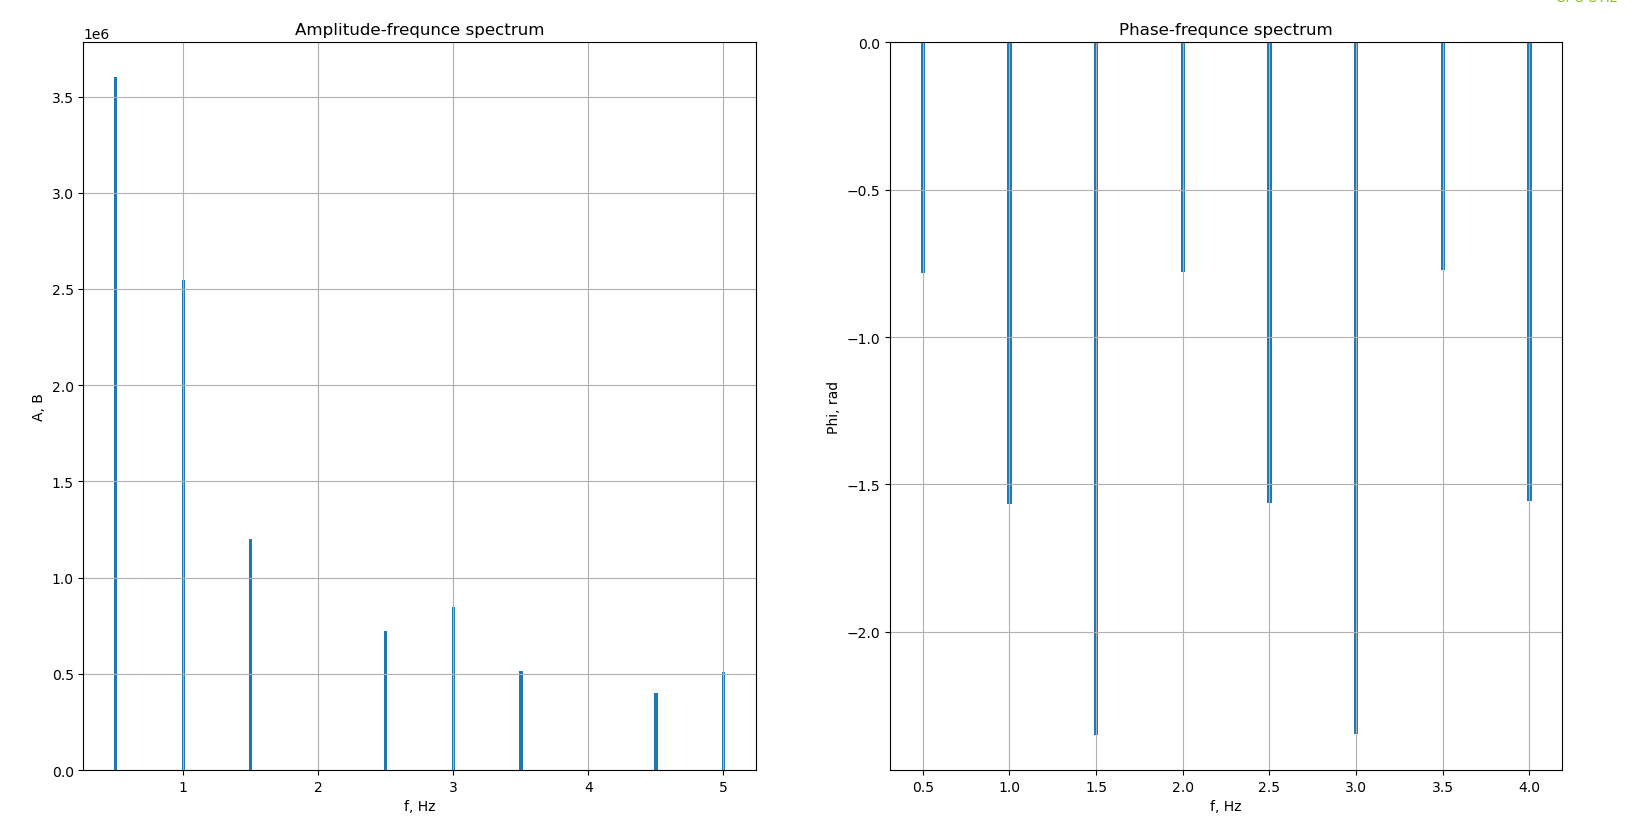 Amplitude-frequnce spectrum
1e6
3.5
3.0
2.5
2.0
1.5
1.0
0.5
0.0
A, B
1 2 3 4 5
f, Hz
Phase-frequnce spectrum
0.0
−0.5
−1.0
−1.5
−2.0
Phi, rad
0.5 1.0 1.5 2.0 2.5 3.0 3.5 4.0
f, Hz